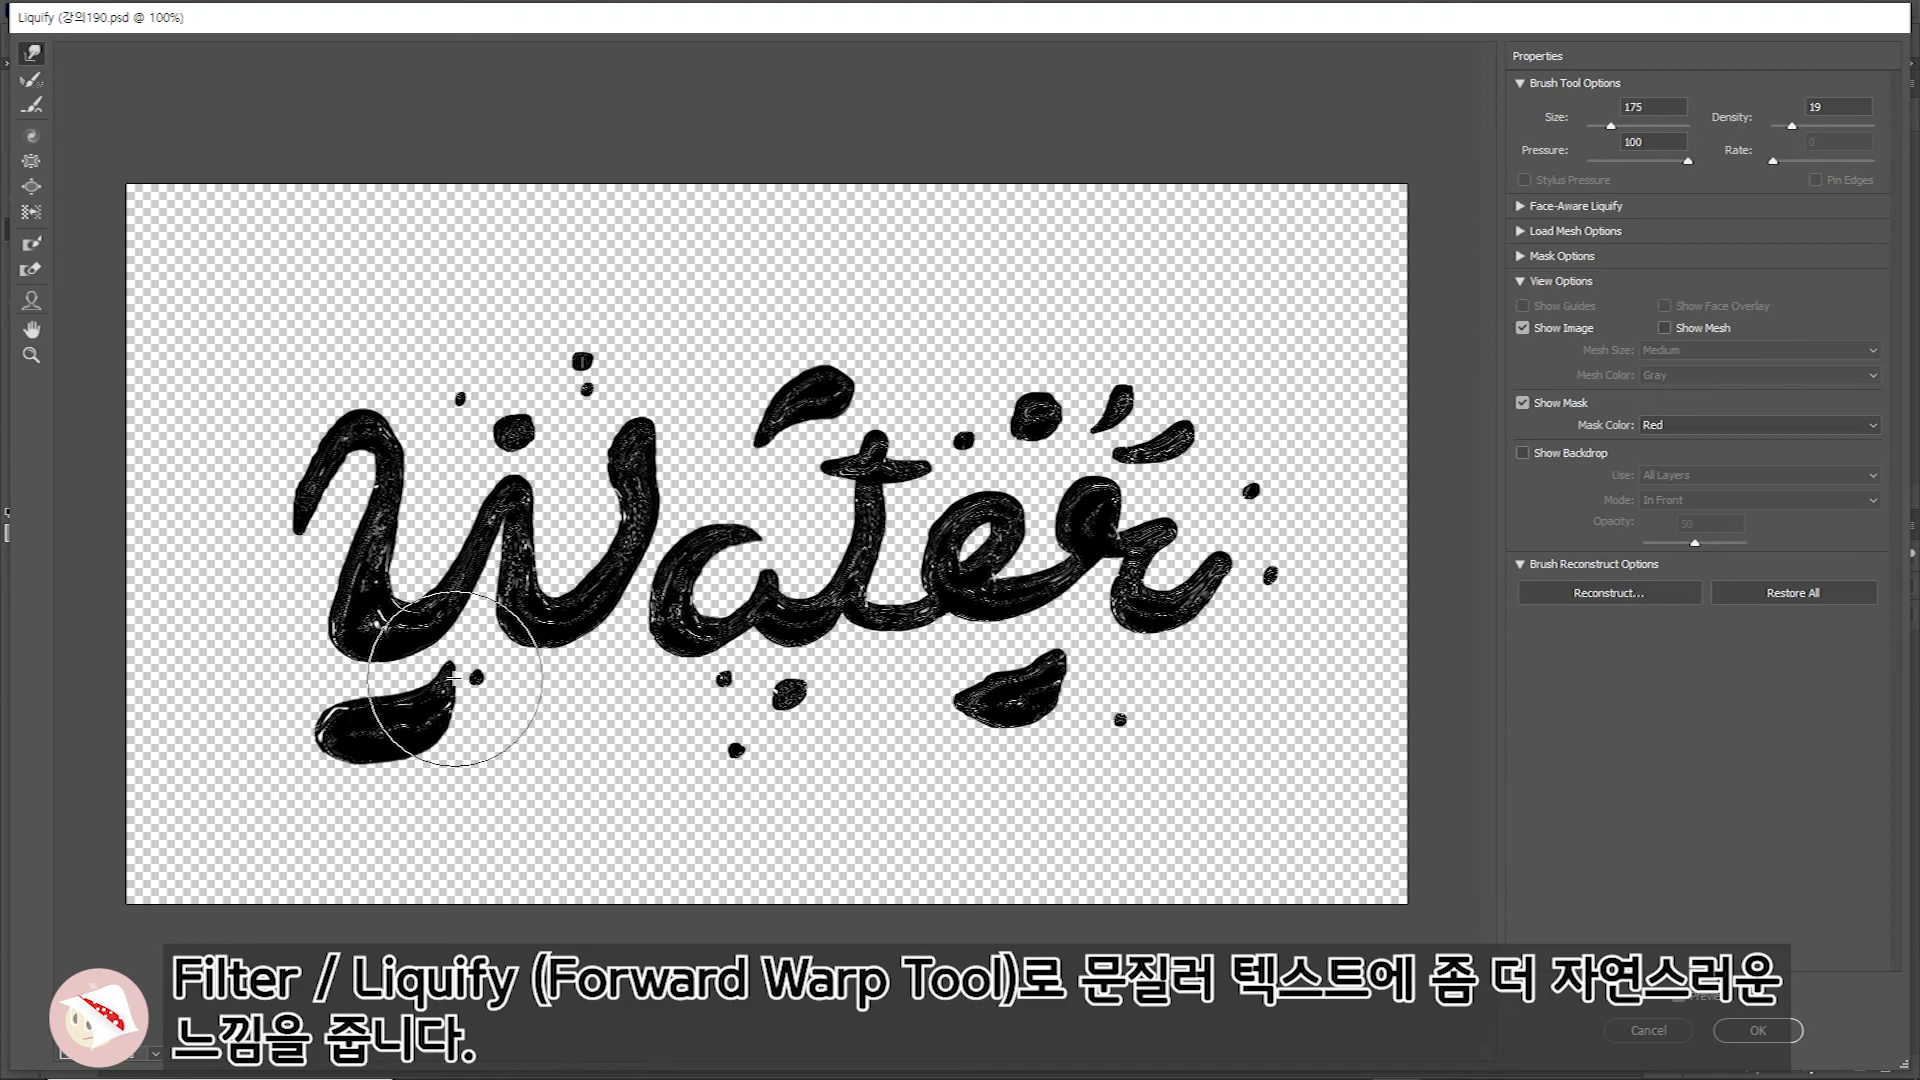 Liquify (강의190.psd @ 100%)
Properties
Brush Tool Options
Size: 175 Density: 19
Pressure: 100 Rate: 0
Stylus Pressure Pin Edges
Face-Aware Liquify
Load Mesh Options
Mask Options
View Options
Show Guides Show Face Overlay
Show Image Show Mesh
Mesh Size: Medium
Mesh Color: Gray
Show Mask
Mask Color: Red
Show Backdrop
Use: All Layers
Mode: In Front
Opacity: 50
Brush Reconstruct Options
Reconstruct... Restore All
Water
Filter / Liquify (Forward Warp Tool)로 문질러 텍스트에 좀 더 자연스러운
느낌을 줍니다.
Cancel OK